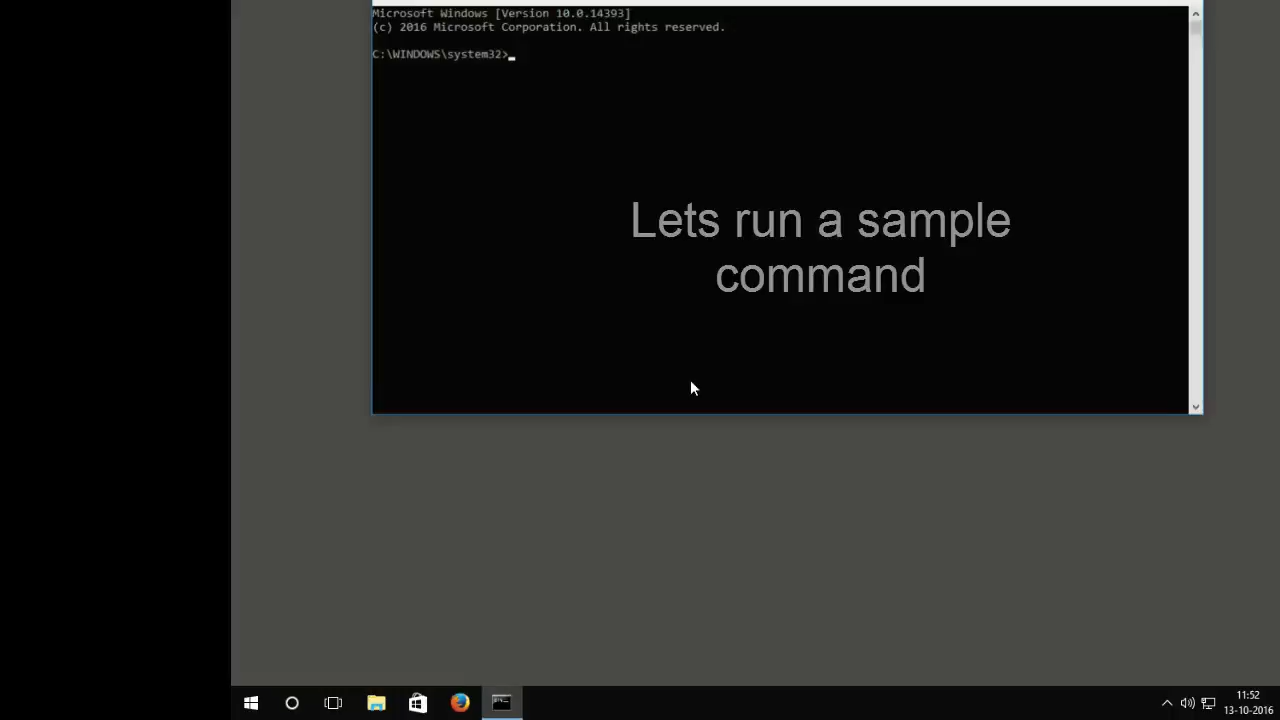 Microsoft Windows [Version 10.0.14393]
(c) 2016 Microsoft Corporation. All rights reserved.
C:\WINDOWS\system32>
Lets run a sample
command
11:52
13-10-2016